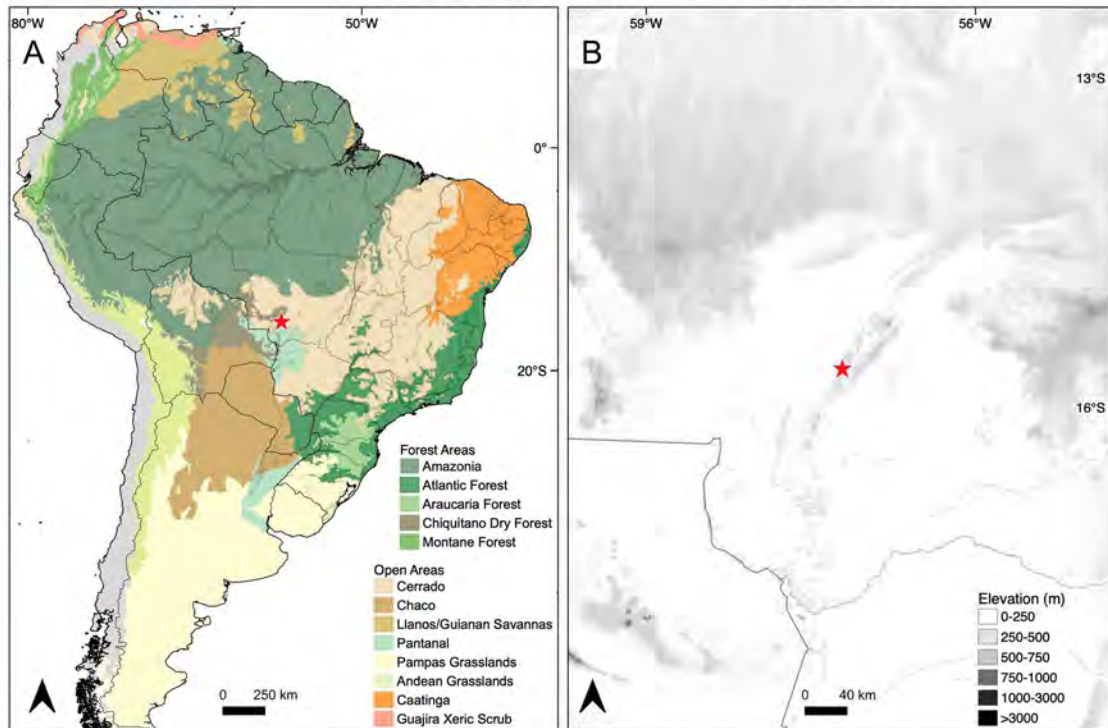 80°W
50°W
A
0°
20°S
Forest Areas
Amazonia
Atlantic Forest
Araucaria Forest
Chiquitano Dry Forest
Montane Forest
Open Areas
Cerrado
Chaco
Llanos/Guianan Savannas
Pantanal
Pampas Grasslands
Andean Grasslands
Caatinga
Guajira Xeric Scrub
0 250 km
59°W
56°W
B
13°S
16°S
Elevation (m)
0-250
250-500
500-750
750-1000
1000-3000
>3000
0 40 km